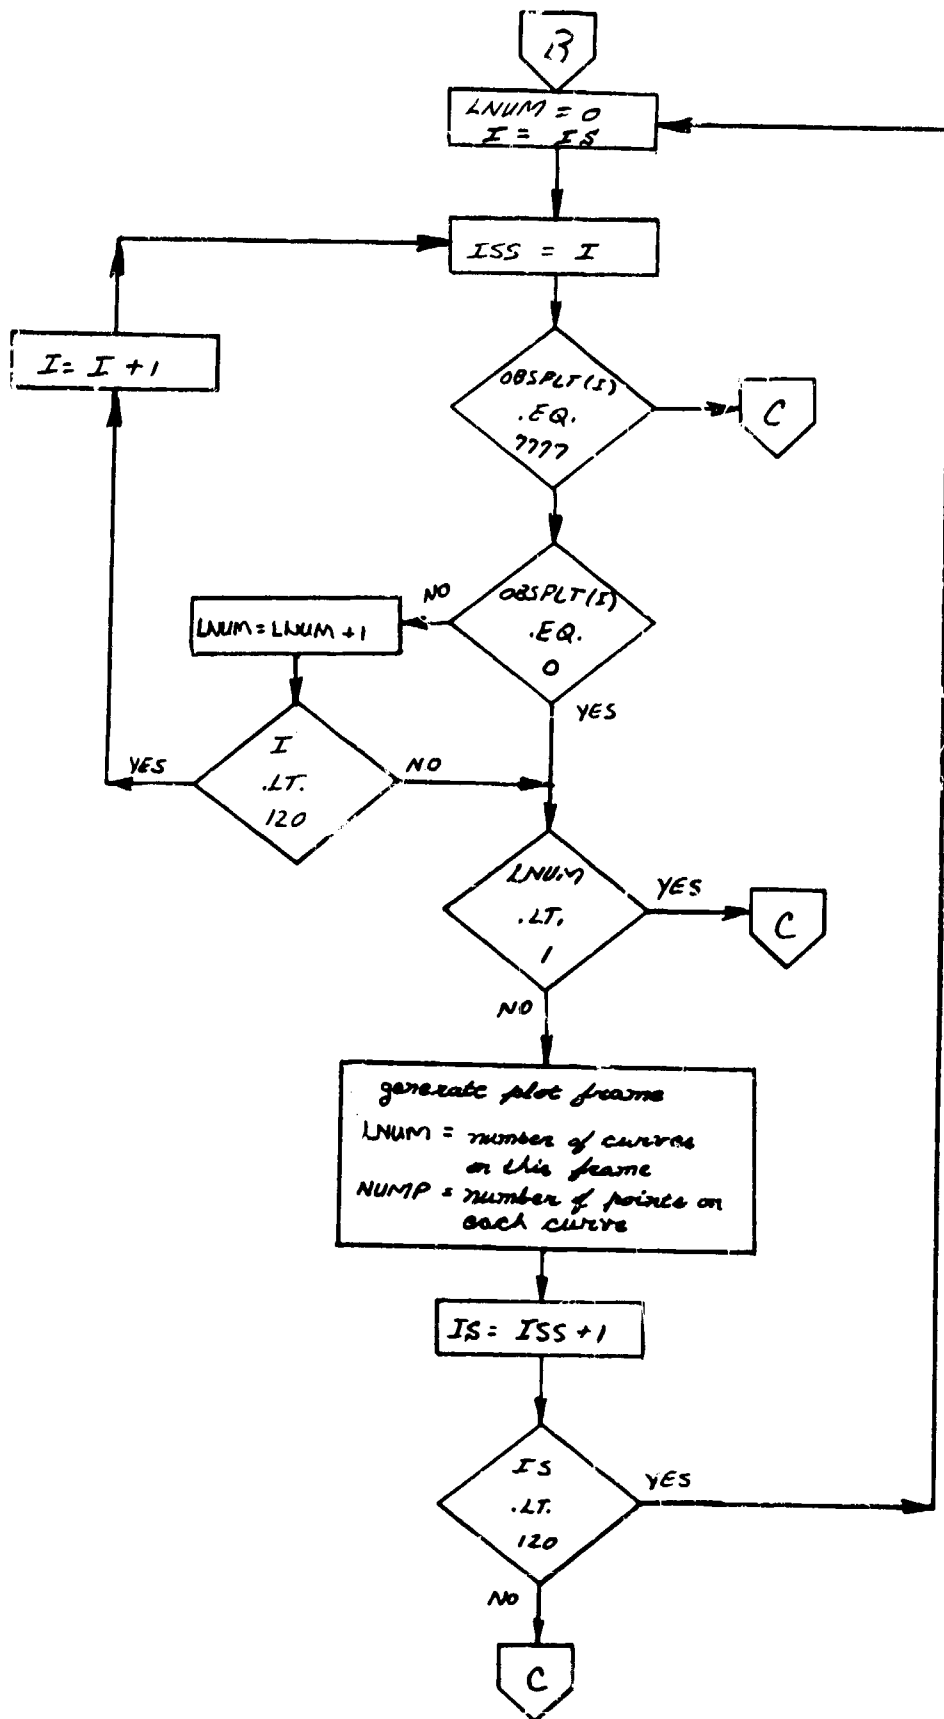 B
LNUM = 0
I = IS
ISS = I
I = I + 1
OBSPLT(I)
.EQ.
7777
C
OBSPLT(I)
.EQ.
0
NO
YES
LNUM = LNUM + 1
I
.LT.
120
YES
NO
LNUM
.LT.
1
YES
C
NO
generate plot frame
LNUM = number of curves
on this frame
NUMP = number of points on
each curve
IS = ISS + 1
IS
.LT.
120
YES
NO
C